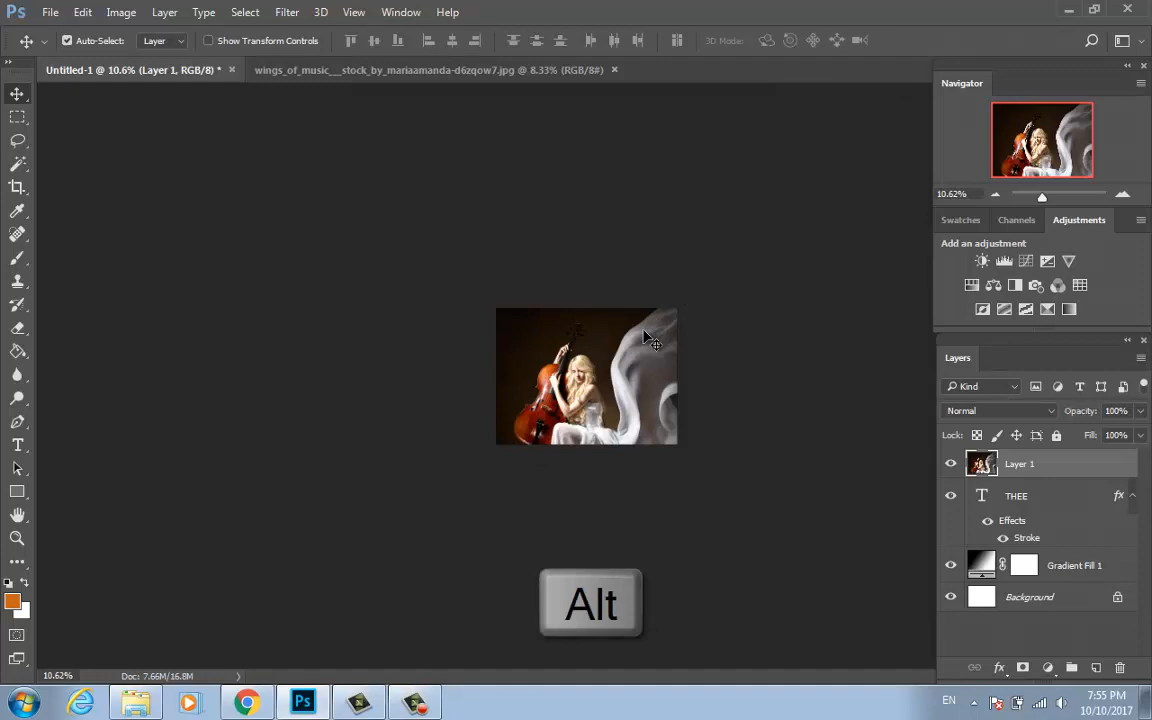 Ps File Edit Image Layer Type Select Filter 3D View Window Help
Auto-Select: Layer Show Transform Controls 3D Mode:
Untitled-1 @ 10.6% (Layer 1, RGB/8) * × wings_of_music__stock_by_mariaamanda-d6zqow7.jpg @ 8.33% (RGB/8#) ×
Navigator
10.62%
Swatches Channels Adjustments
Add an adjustment
Layers
Kind
Normal Opacity: 100%
Lock: Fill: 100%
Layer 1
T THEE fx
Effects
Stroke
Gradient Fill 1
Background
fx
Alt
10.62% Doc: 7.66M/16.8M
Ps EN 7:55 PM
10/10/2017